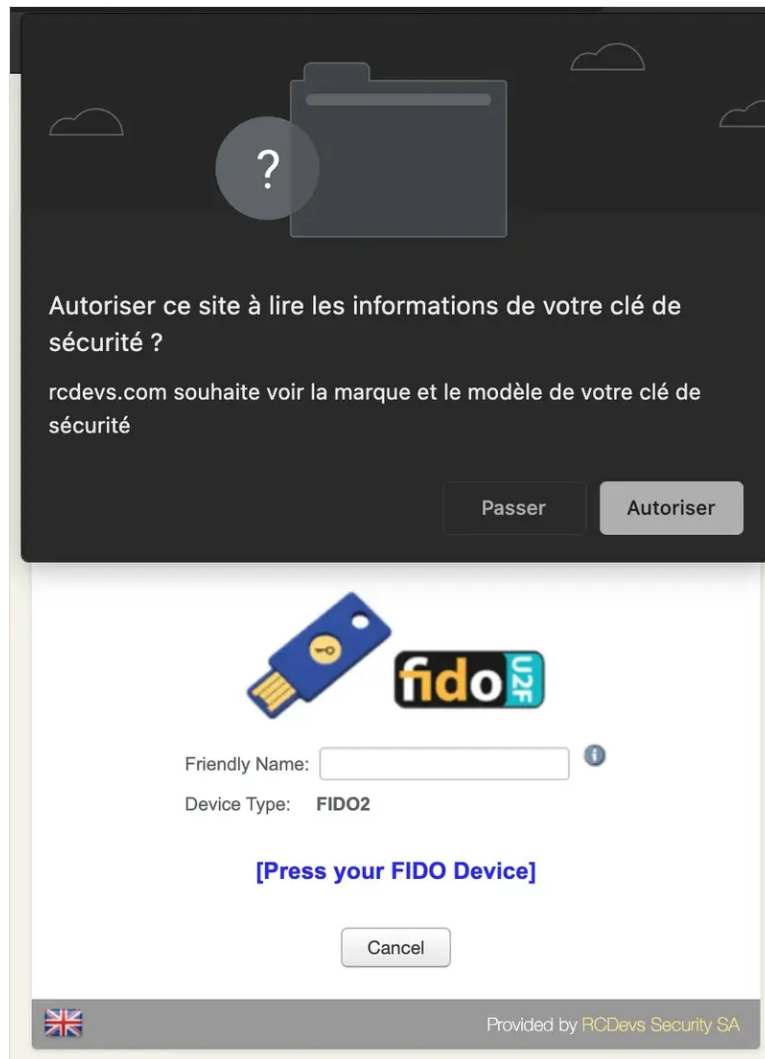 ?
Autoriser ce site à lire les informations de votre clé de
sécurité ?
rcdevs.com souhaite voir la marque et le modèle de votre clé de
sécurité
Passer
Autoriser
fido U2F
Friendly Name:
i
Device Type: FIDO2
[Press your FIDO Device]
Cancel
Provided by RCDevs Security SA